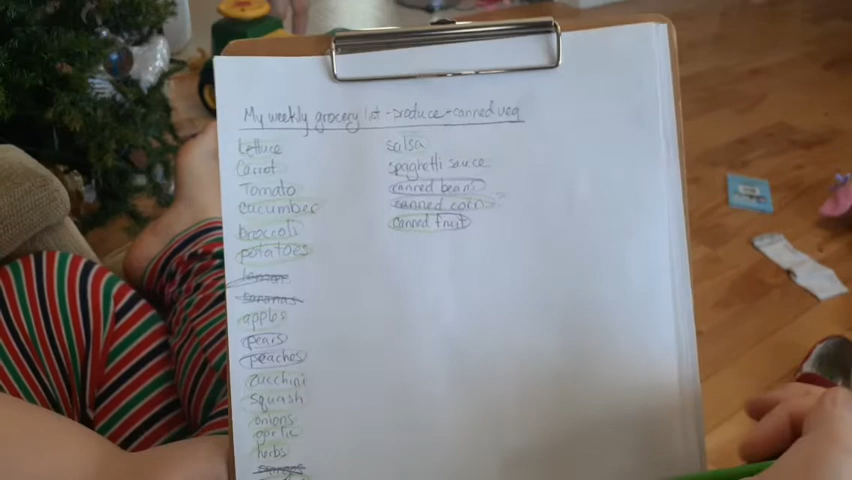 My weekly grocery list - produce + canned veg
Lettuce
Carrot
Tomato
cucumber
broccoli
potatoes
bananas
apples
pears
peaches
zucchini
squash
onions
garlic
herbs
salsa
spaghetti sauce
canned beans
canned corn
canned fruit